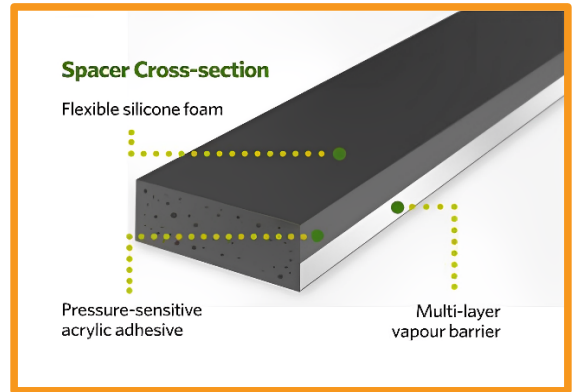 Spacer Cross-section
Flexible silicone foam
Pressure-sensitive
acrylic adhesive
Multi-layer
vapour barrier